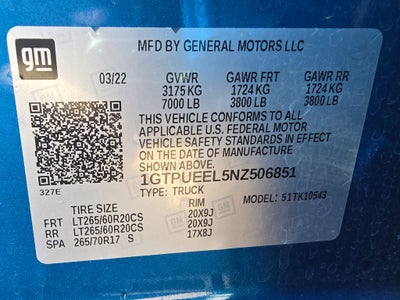 gm
MFD BY GENERAL MOTORS LLC
03/22 GVWR GAWR FRT GAWR RR
3175 KG 1724 KG 1724 KG
7000 LB 3800 LB 3800 LB
THIS VEHICLE CONFORMS TO ALL
APPLICABLE U.S. FEDERAL MOTOR
VEHICLE SAFETY STANDARDS IN
EFFECT ON THE DATE OF MANUFACTURE
SHOWN ABOVE.
327E
1GTPUEEL5NZ506851
TYPE: TRUCK MODEL: 51TK10543
TIRE SIZE RIM
FRT LT265/60R20CS 20X9J
RR LT265/60R20CS 20X9J
SPA 265/70R17 S 17X8J